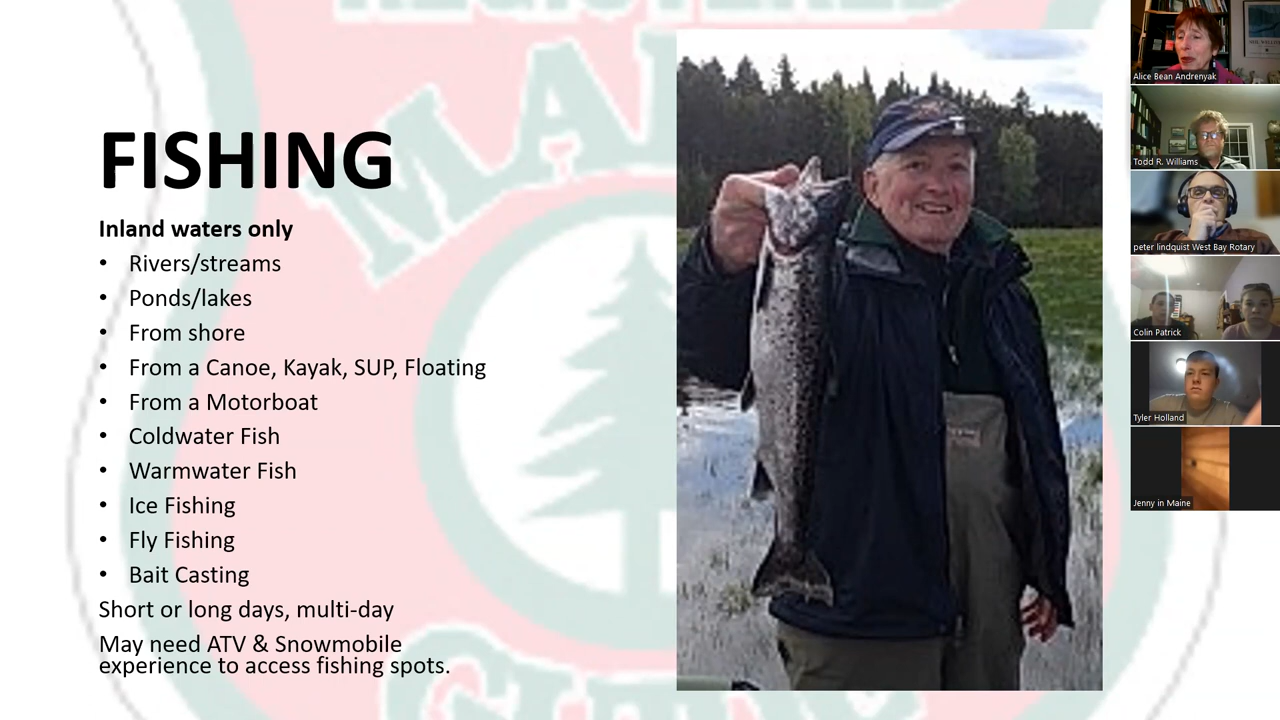 REGISTERED
MAINE
FISHING
Inland waters only
• Rivers/streams
• Ponds/lakes
• From shore
• From a Canoe, Kayak, SUP, Floating
• From a Motorboat
• Coldwater Fish
• Warmwater Fish
• Ice Fishing
• Fly Fishing
• Bait Casting
Short or long days, multi-day
May need ATV & Snowmobile
experience to access fishing spots.
GUIDE
Alice Bean Andrenyak
Todd R. Williams
peter lindquist West Bay Rotary
Colin Patrick
Tyler Holland
Jenny in Maine